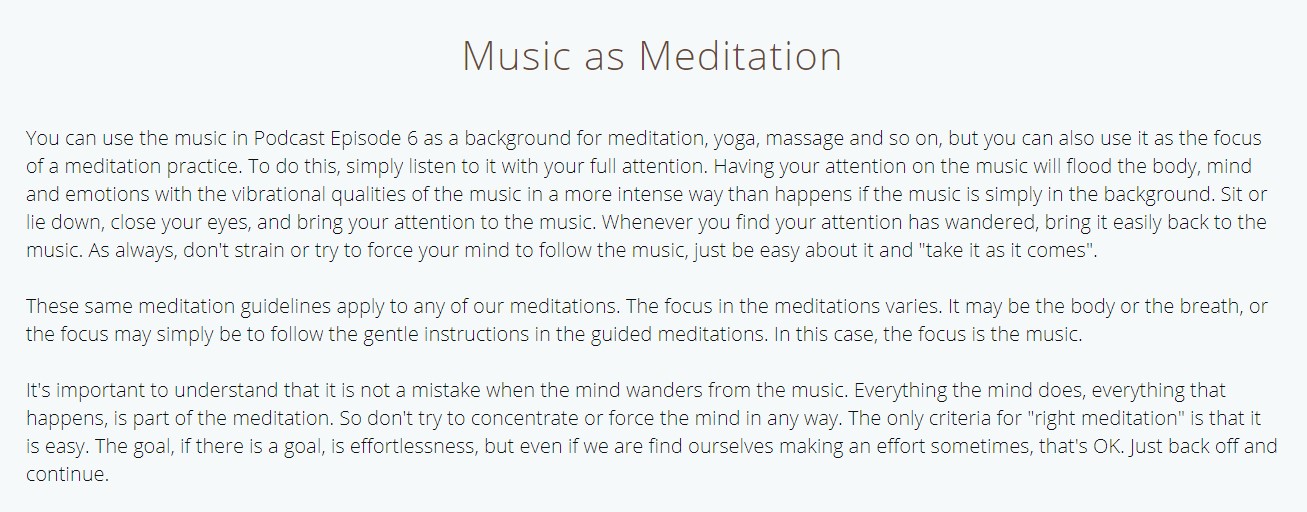 Music as Meditation
You can use the music in Podcast Episode 6 as a background for meditation, yoga, massage and so on, but you can also use it as the focus
of a meditation practice. To do this, simply listen to it with your full attention. Having your attention on the music will flood the body, mind
and emotions with the vibrational qualities of the music in a more intense way than happens if the music is simply in the background. Sit or
lie down, close your eyes, and bring your attention to the music. Whenever you find your attention has wandered, bring it easily back to the
music. As always, don't strain or try to force your mind to follow the music, just be easy about it and "take it as it comes".
These same meditation guidelines apply to any of our meditations. The focus in the meditations varies. It may be the body or the breath, or
the focus may simply be to follow the gentle instructions in the guided meditations. In this case, the focus is the music.
It's important to understand that it is not a mistake when the mind wanders from the music. Everything the mind does, everything that
happens, is part of the meditation. So don't try to concentrate or force the mind in any way. The only criteria for "right meditation" is that it
is easy. The goal, if there is a goal, is effortlessness, but even if we are find ourselves making an effort sometimes, that's OK. Just back off and
continue.